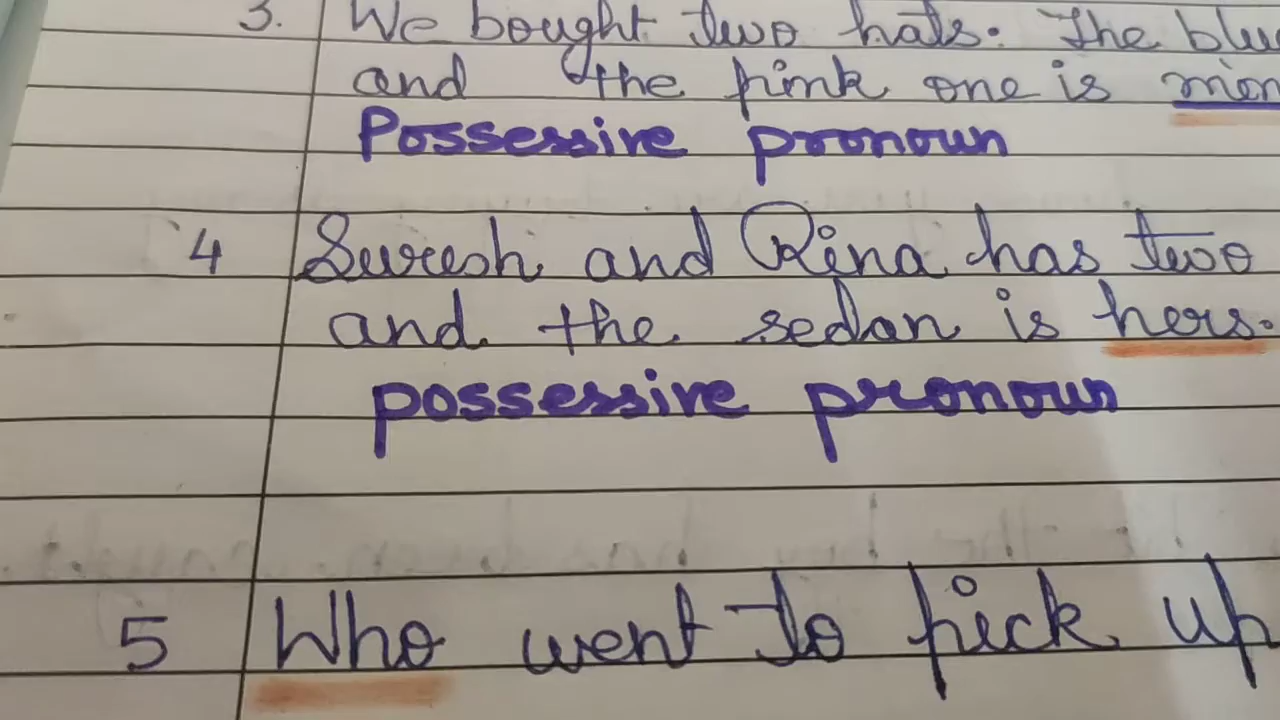 3. We bought two hats. The blue
and the pink one is
Possessive pronoun
4 Suresh and Rina has two
and the sedan is hers.
possessive pronoun
5 Who went to pick up